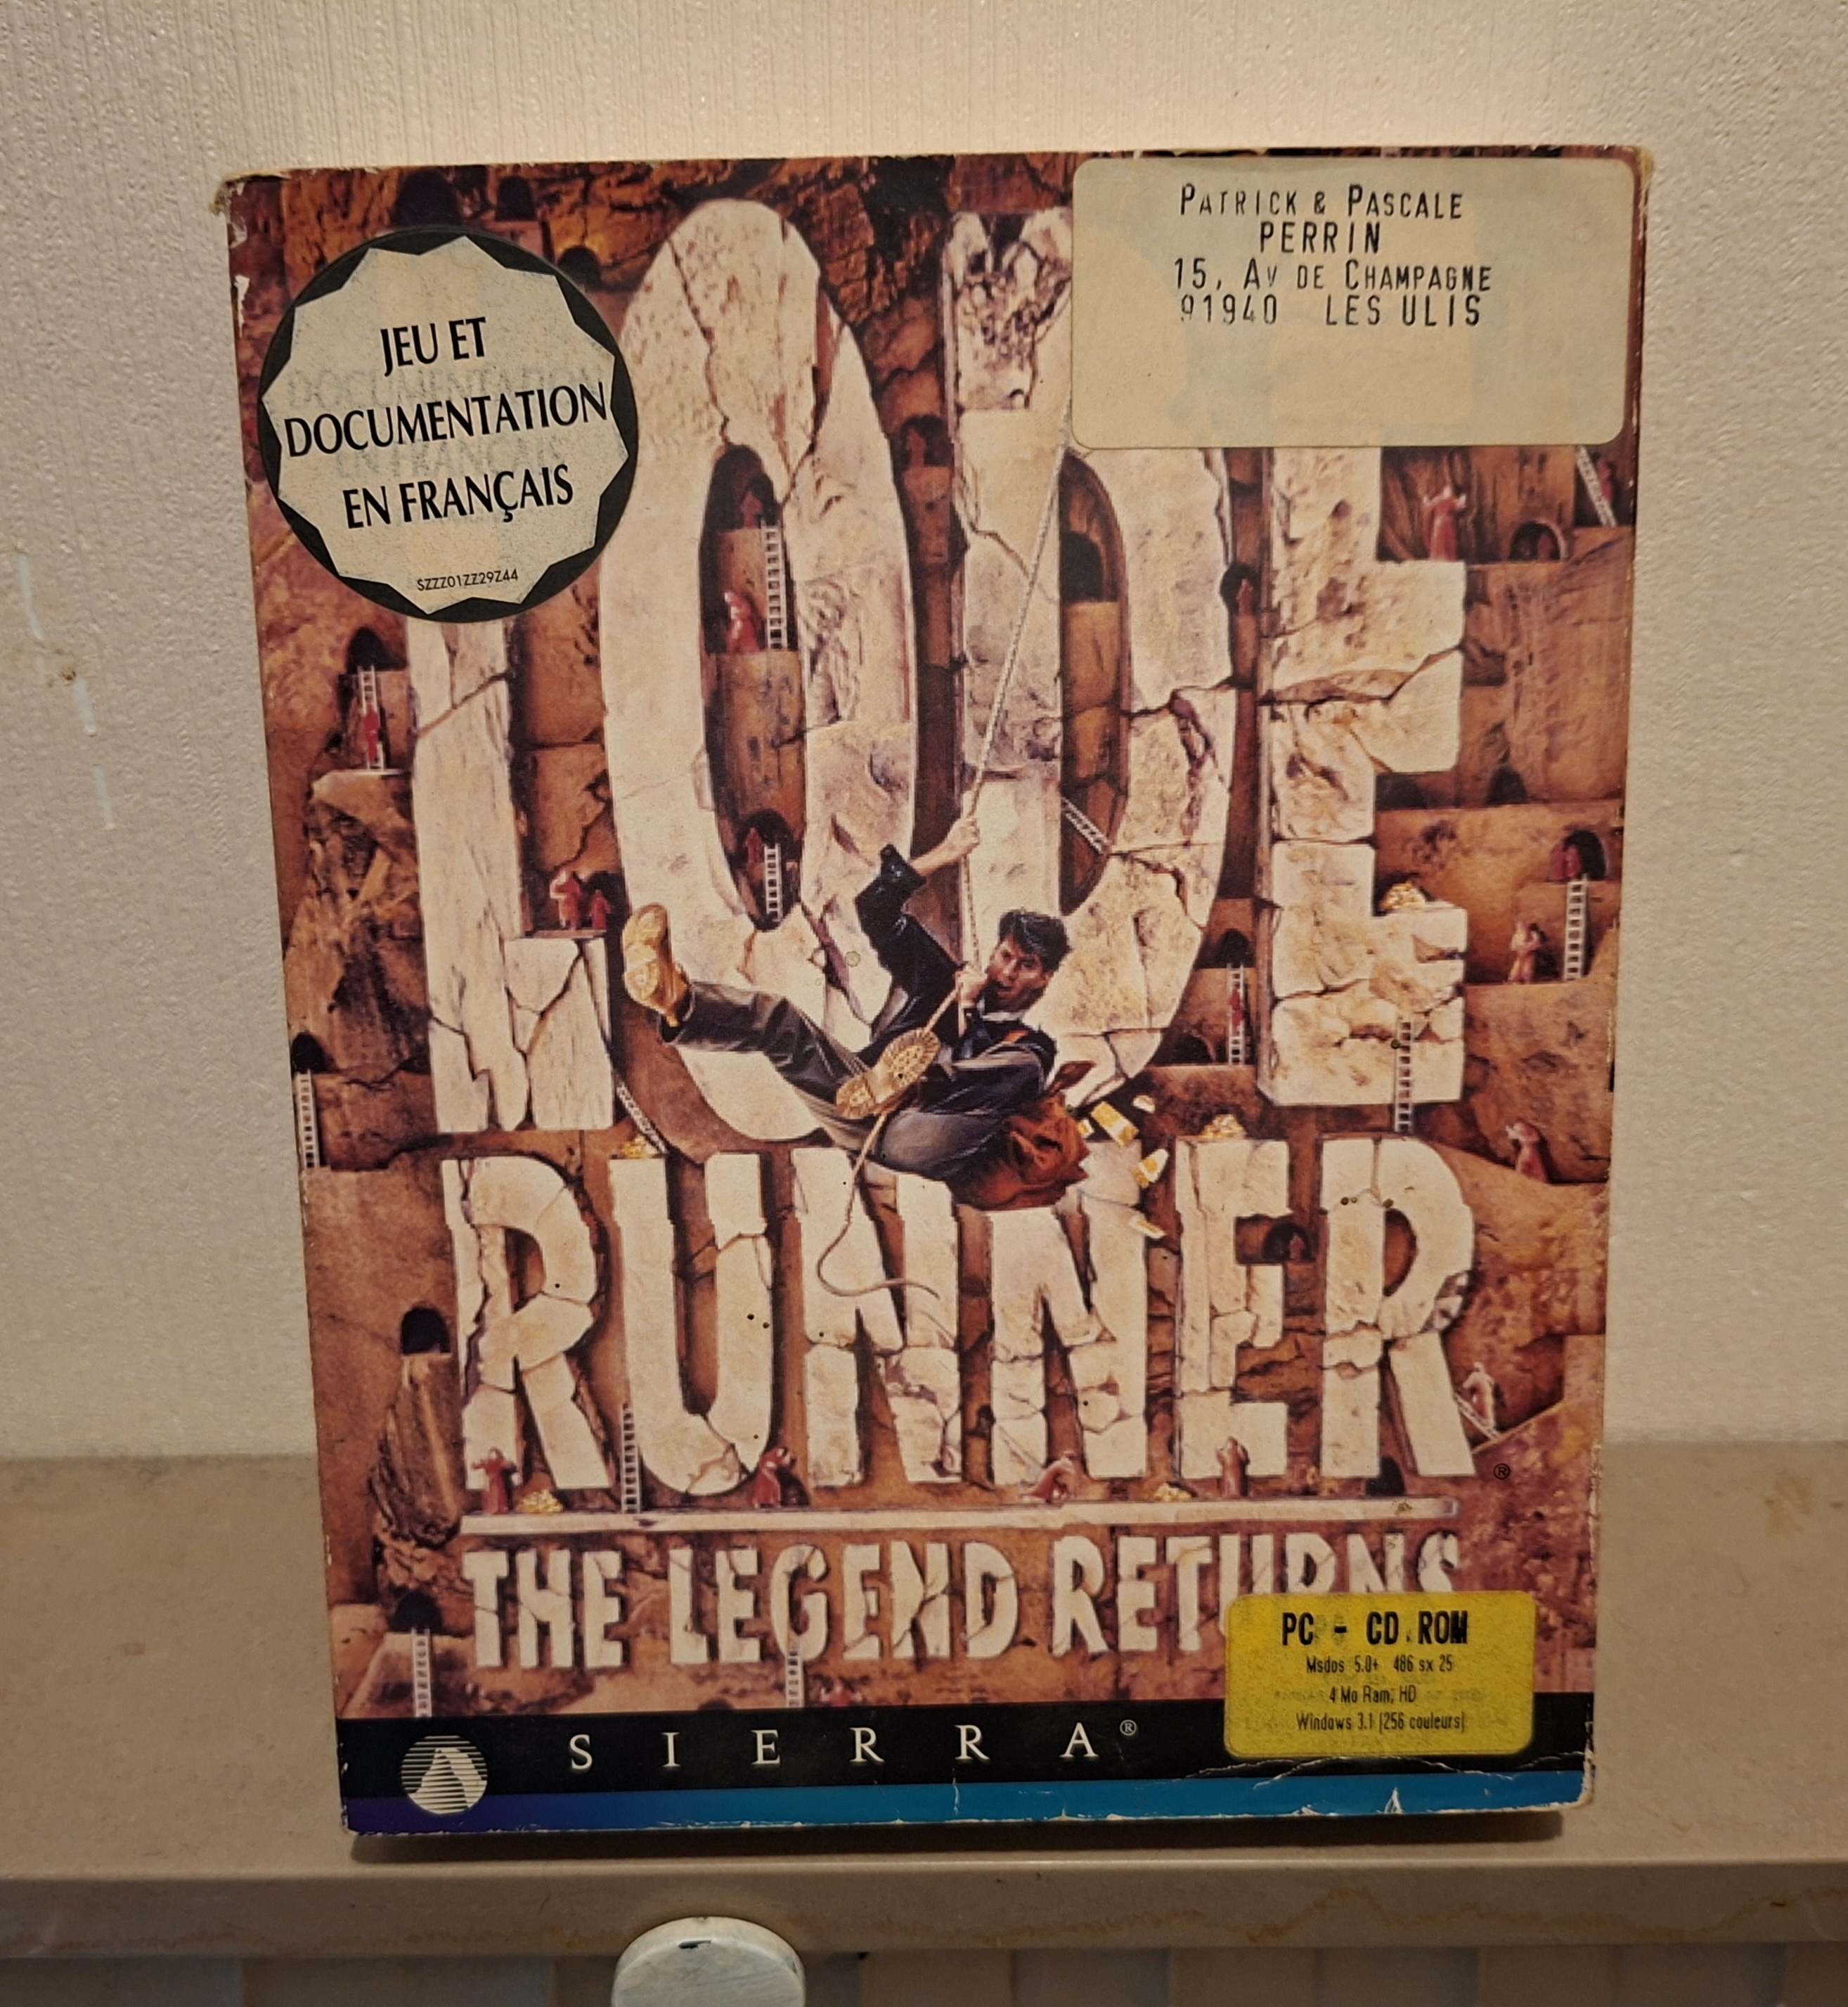 JEU ET
DOCUMENTATION
EN FRANÇAIS
SZZZ01ZZ29Z44
PATRICK & PASCALE
PERRIN
15, AV DE CHAMPAGNE
91940 LES ULIS
LODE
RUNNER®
THE LEGEND RETURNS
PC - CD.ROM
Msdos 5.0+ 486 sx 25
4 Mo Ram, HD
Windows 3.1 (256 couleurs)
SIERRA®